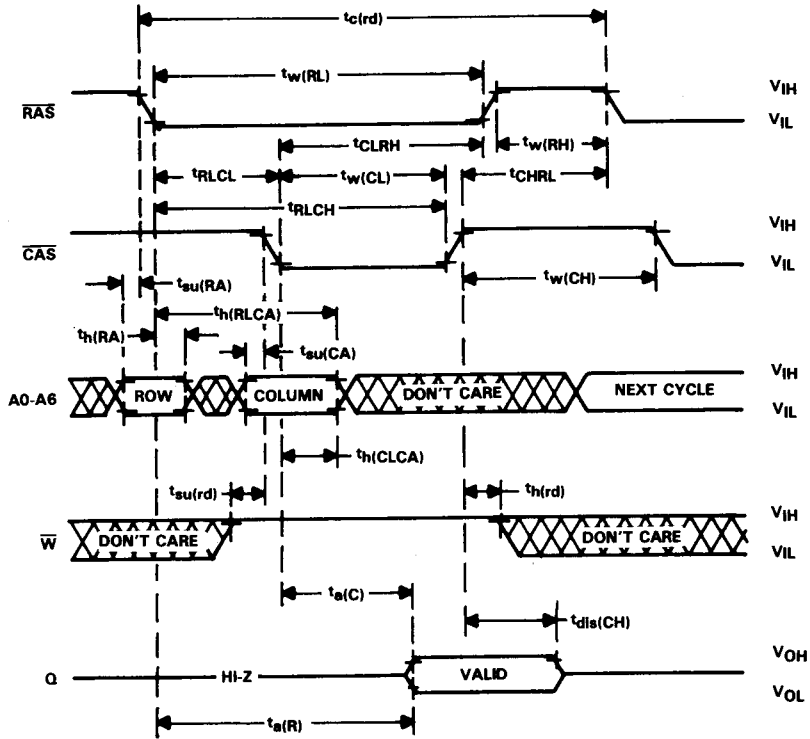 tc(rd)
tw(RL)
VIH
RAS
VIL
tCLRH
tw(RH)
tRLCL
tw(CL)
tCHRL
tRLCH
VIH
CAS
VIL
tsu(RA)
tw(CH)
th(RLCA)
th(RA)
tsu(CA)
VIH
A0-A6
ROW
COLUMN
DON'T CARE
NEXT CYCLE
VIL
th(CLCA)
tsu(rd)
th(rd)
VIH
W
DON'T CARE
DON'T CARE
VIL
ta(C)
tdis(CH)
VOH
Q
HI-Z
VALID
VOL
ta(R)